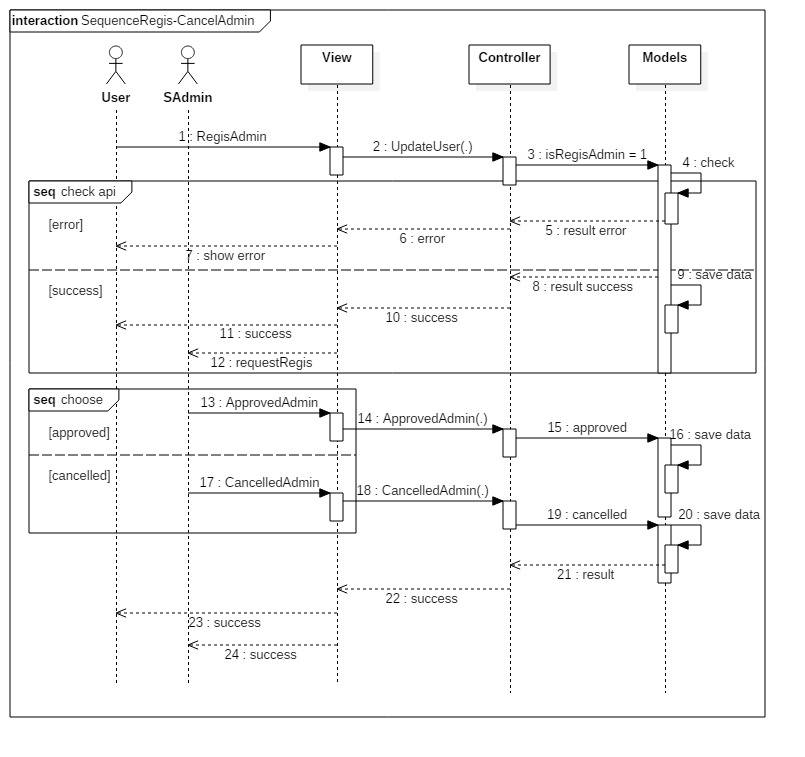 interaction SequenceRegis-CancelAdmin
View
Controller
Models
User
SAdmin
1 : RegisAdmin
2 : UpdateUser(.)
3 : isRegisAdmin = 1
4 : check
seq check api
[error]
5 : result error
6 : error
7 : show error
[success]
8 : result success
9 : save data
10 : success
11 : success
12 : requestRegis
seq choose
13 : ApprovedAdmin
14 : ApprovedAdmin(.)
15 : approved
16 : save data
[approved]
[cancelled]
17 : CancelledAdmin
18 : CancelledAdmin(.)
19 : cancelled
20 : save data
21 : result
22 : success
23 : success
24 : success